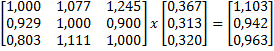 [1,000 1,077 1,245] [0,367] [1,103]
[0,929 1,000 0,900] x [0,313] = [0,942]
[0,803 1,111 1,000] [0,320] [0,963]